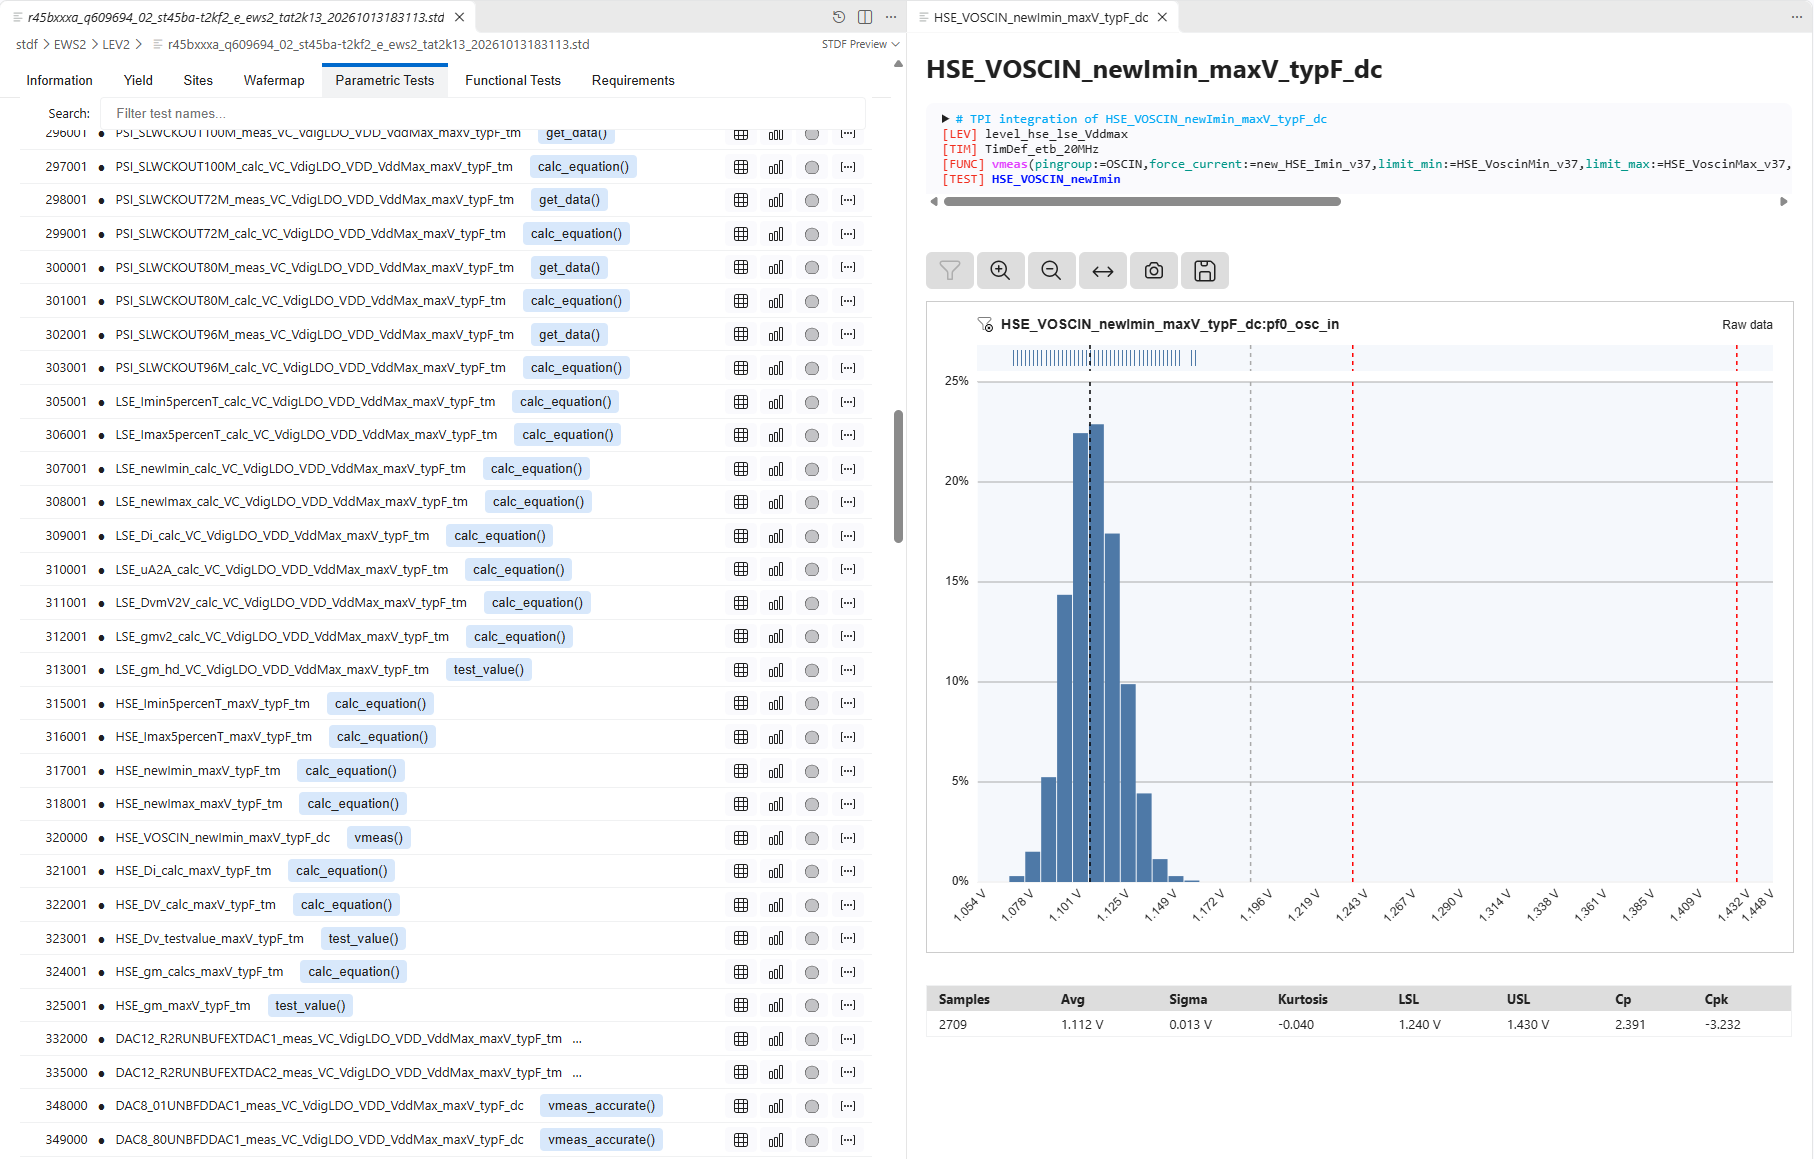 r45bxxxa_q609694_02_st45ba-t2kf2_e_ews2_tat2k13_20261013183113.std
stdf > EWS2 > LEV2 > r45bxxxa_q609694_02_st45ba-t2kf2_e_ews2_tat2k13_20261013183113.std
STDF Preview
Information Yield Sites Wafermap Parametric Tests Functional Tests Requirements
Search: Filter test names...
296001 PSI_SLWCKOUT100M_meas_VC_VdigLDO_VDD_VddMax_maxV_typF_tm get_data()
297001 PSI_SLWCKOUT100M_calc_VC_VdigLDO_VDD_VddMax_maxV_typF_tm calc_equation()
298001 PSI_SLWCKOUT72M_meas_VC_VdigLDO_VDD_VddMax_maxV_typF_tm get_data()
299001 PSI_SLWCKOUT72M_calc_VC_VdigLDO_VDD_VddMax_maxV_typF_tm calc_equation()
300001 PSI_SLWCKOUT80M_meas_VC_VdigLDO_VDD_VddMax_maxV_typF_tm get_data()
301001 PSI_SLWCKOUT80M_calc_VC_VdigLDO_VDD_VddMax_maxV_typF_tm calc_equation()
302001 PSI_SLWCKOUT96M_meas_VC_VdigLDO_VDD_VddMax_maxV_typF_tm get_data()
303001 PSI_SLWCKOUT96M_calc_VC_VdigLDO_VDD_VddMax_maxV_typF_tm calc_equation()
305001 LSE_Imin5percenT_calc_VC_VdigLDO_VDD_VddMax_maxV_typF_tm calc_equation()
306001 LSE_Imax5percenT_calc_VC_VdigLDO_VDD_VddMax_maxV_typF_tm calc_equation()
307001 LSE_newImin_calc_VC_VdigLDO_VDD_VddMax_maxV_typF_tm calc_equation()
308001 LSE_newImax_calc_VC_VdigLDO_VDD_VddMax_maxV_typF_tm calc_equation()
309001 LSE_Di_calc_VC_VdigLDO_VDD_VddMax_maxV_typF_tm calc_equation()
310001 LSE_uA2A_calc_VC_VdigLDO_VDD_VddMax_maxV_typF_tm calc_equation()
311001 LSE_DvmV2V_calc_VC_VdigLDO_VDD_VddMax_maxV_typF_tm calc_equation()
312001 LSE_gmv2_calc_VC_VdigLDO_VDD_VddMax_maxV_typF_tm calc_equation()
313001 LSE_gm_hd_VC_VdigLDO_VDD_VddMax_maxV_typF_tm test_value()
315001 HSE_Imin5percenT_maxV_typF_tm calc_equation()
316001 HSE_Imax5percenT_maxV_typF_tm calc_equation()
317001 HSE_newImin_maxV_typF_tm calc_equation()
318001 HSE_newImax_maxV_typF_tm calc_equation()
320000 HSE_VOSCIN_newImin_maxV_typF_dc vmeas()
321001 HSE_Di_calc_maxV_typF_tm calc_equation()
322001 HSE_DV_calc_maxV_typF_tm calc_equation()
323001 HSE_Dv_testvalue_maxV_typF_tm test_value()
324001 HSE_gm_calcs_maxV_typF_tm calc_equation()
325001 HSE_gm_maxV_typF_tm test_value()
332000 DAC12_R2RUNBUFEXTDAC1_meas_VC_VdigLDO_VDD_VddMax_maxV_typF_tm ...
335000 DAC12_R2RUNBUFEXTDAC2_meas_VC_VdigLDO_VDD_VddMax_maxV_typF_tm ...
348000 DAC8_01UNBFDDAC1_meas_VC_VdigLDO_VDD_VddMax_maxV_typF_dc vmeas_accurate()
349000 DAC8_80UNBFDDAC1_meas_VC_VdigLDO_VDD_VddMax_maxV_typF_dc vmeas_accurate()
HSE_VOSCIN_newImin_maxV_typF_dc
HSE_VOSCIN_newImin_maxV_typF_dc
# TPI integration of HSE_VOSCIN_newImin_maxV_typF_dc
[LEV] level_hse_lse_Vddmax
[TIM] TimDef_etb_20MHz
[FUNC] vmeas(pingroup:=OSCIN,force_current:=new_HSE_Imin_v37,limit_min:=HSE_VoscinMin_v37,limit_max:=HSE_VoscinMax_v37,
[TEST] HSE_VOSCIN_newImin
HSE_VOSCIN_newImin_maxV_typF_dc:pf0_osc_in
Raw data
25%
20%
15%
10%
5%
0%
1.054 V 1.078 V 1.101 V 1.125 V 1.149 V 1.172 V 1.196 V 1.219 V 1.243 V 1.267 V 1.290 V 1.314 V 1.338 V 1.361 V 1.385 V 1.409 V 1.432 V 1.448 V
Samples Avg Sigma Kurtosis LSL USL Cp Cpk
2709 1.112 V 0.013 V -0.040 1.240 V 1.430 V 2.391 -3.232